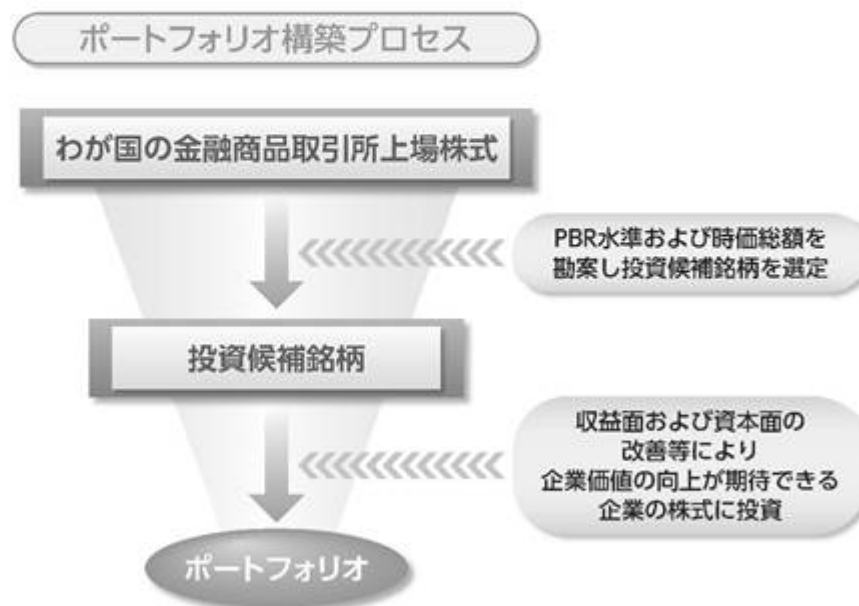 ポートフォリオ構築プロセス
わが国の金融商品取引所上場株式
PBR水準および時価総額を
勘案し投資候補銘柄を選定
投資候補銘柄
収益面および資本面の
改善等により
企業価値の向上が期待できる
企業の株式に投資
ポートフォリオ